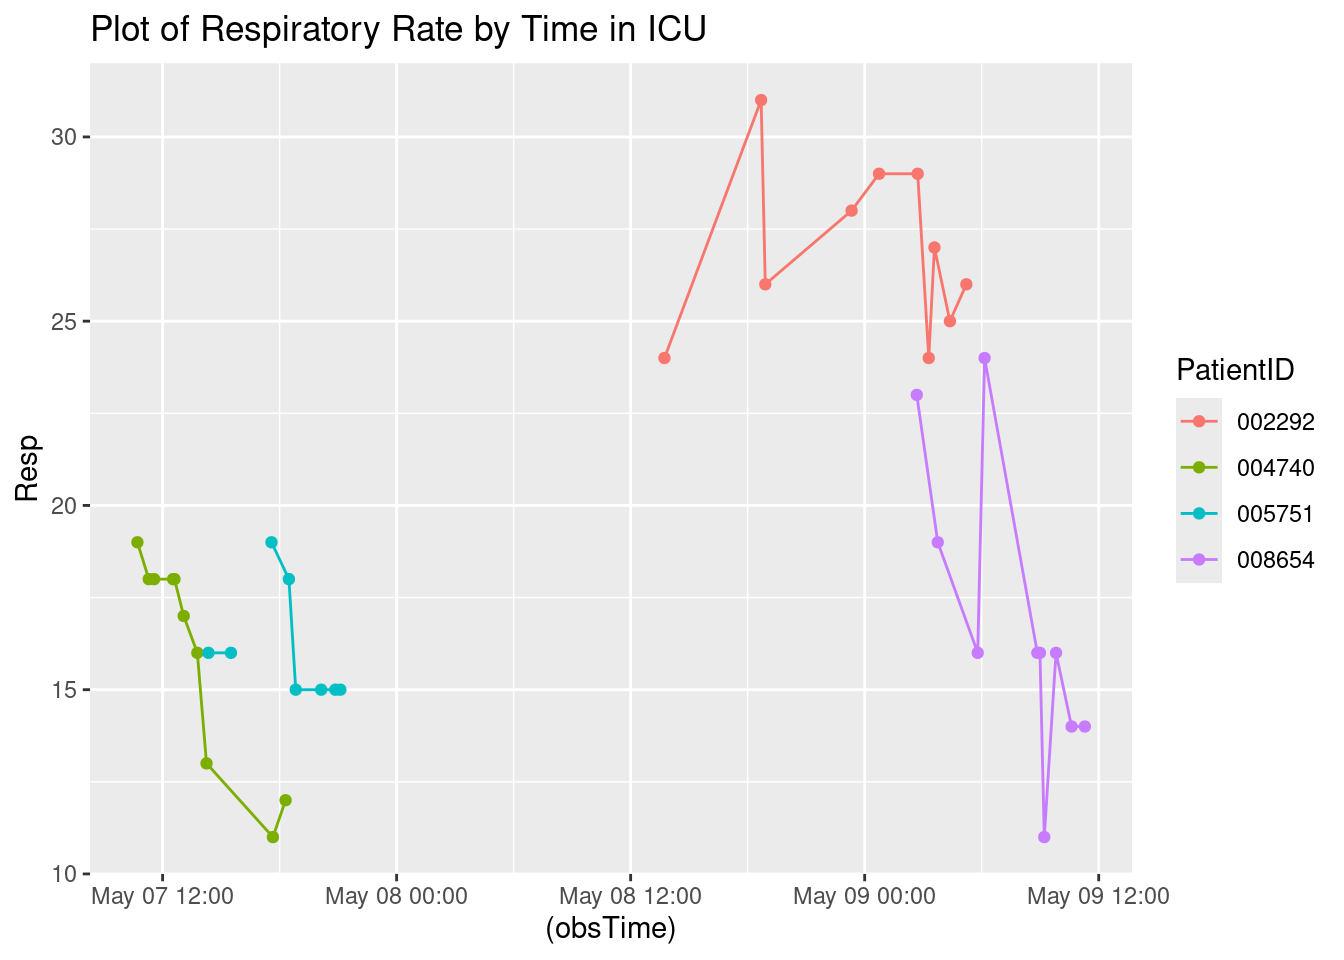 Plot of Respiratory Rate by Time in ICU
Resp
30
25
20
15
10
May 07 12:00
May 08 00:00
May 08 12:00
May 09 00:00
May 09 12:00
(obsTime)
PatientID
002292
004740
005751
008654